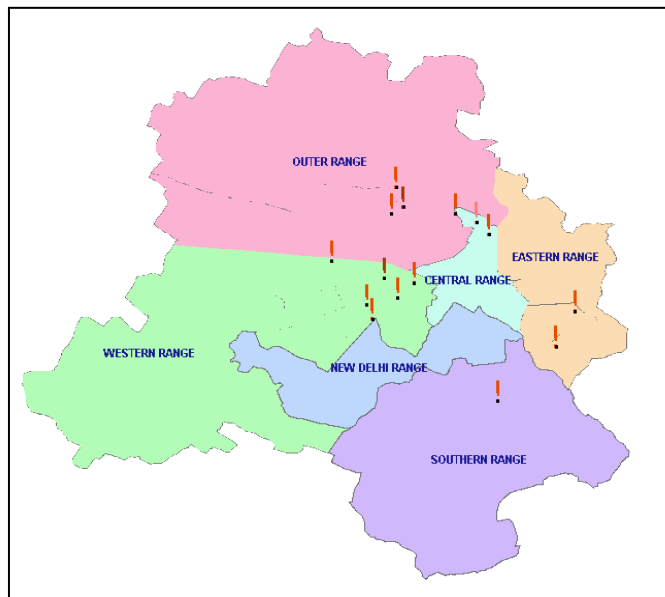 OUTER RANGE
EASTERN RANGE
CENTRAL RANGE
WESTERN RANGE
NEW DELHI RANGE
SOUTHERN RANGE